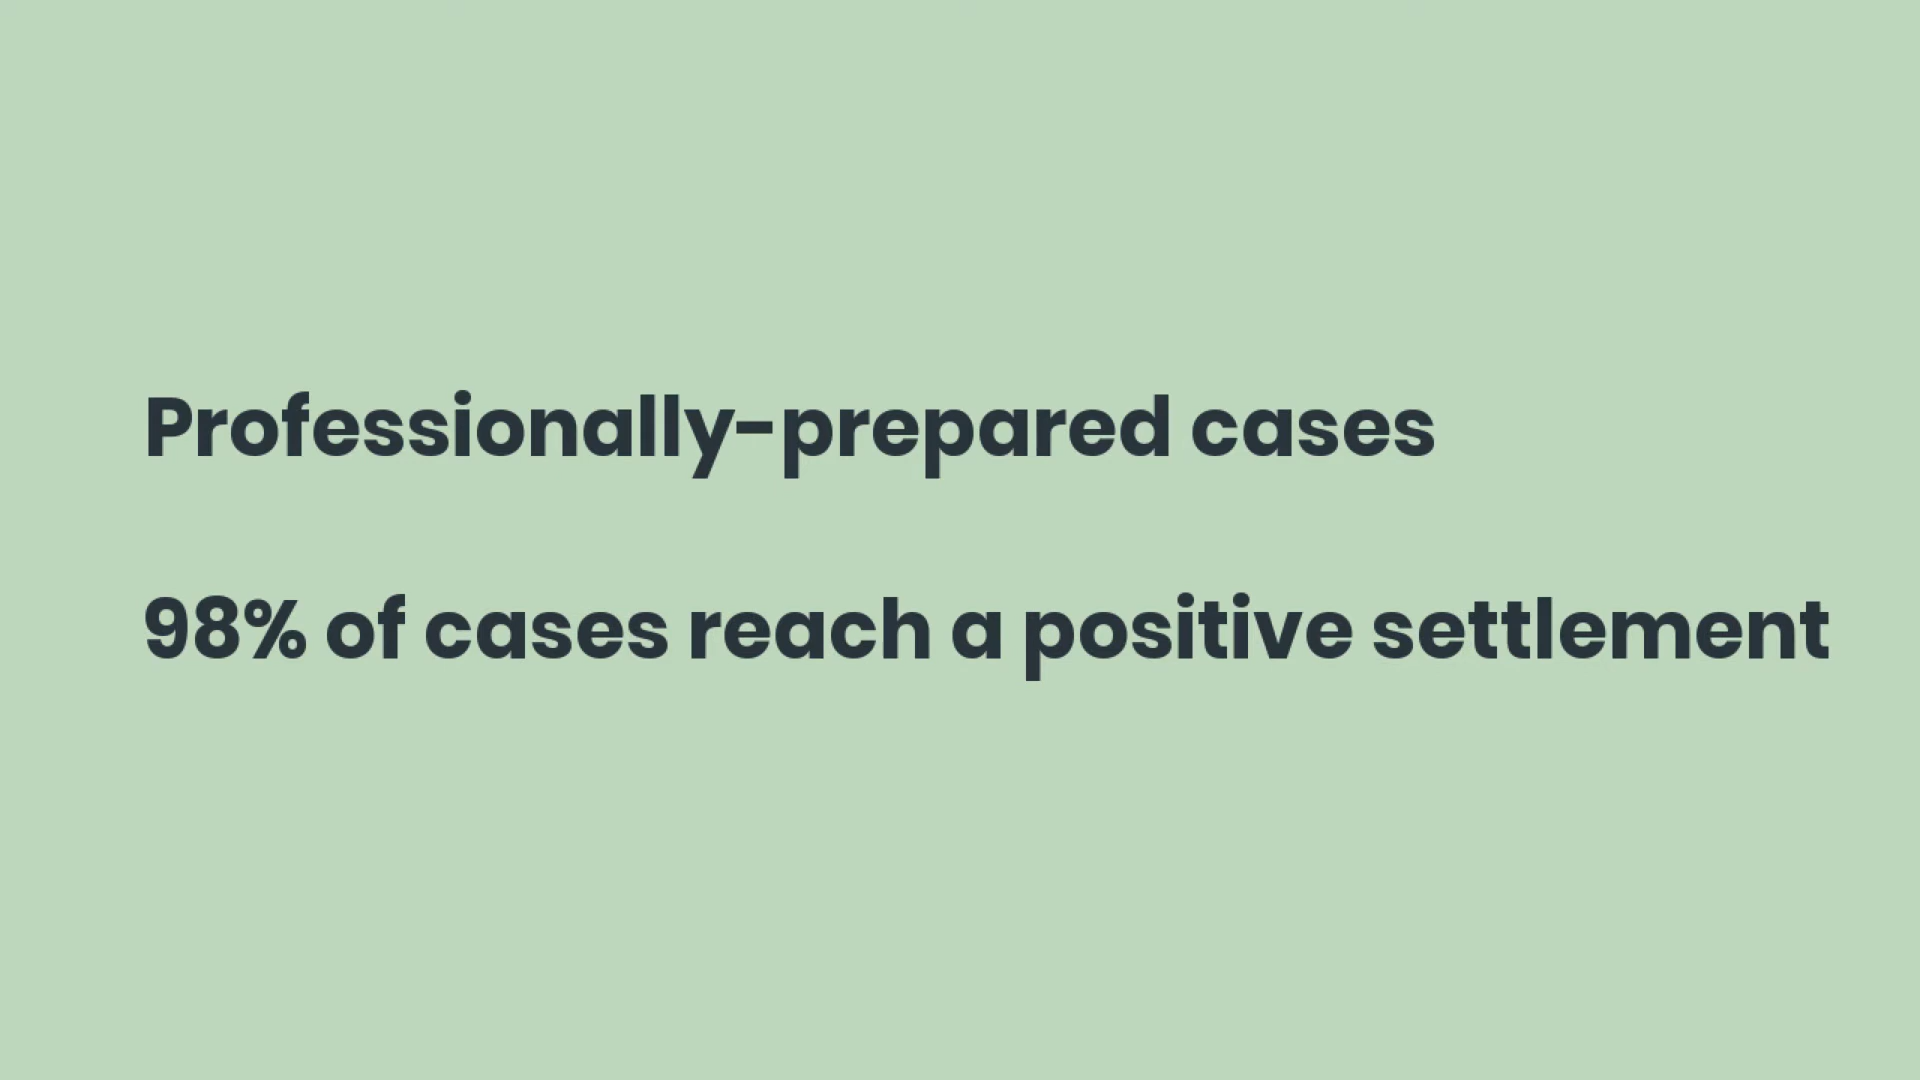 Professionally-prepared cases
98% of cases reach a positive settlement